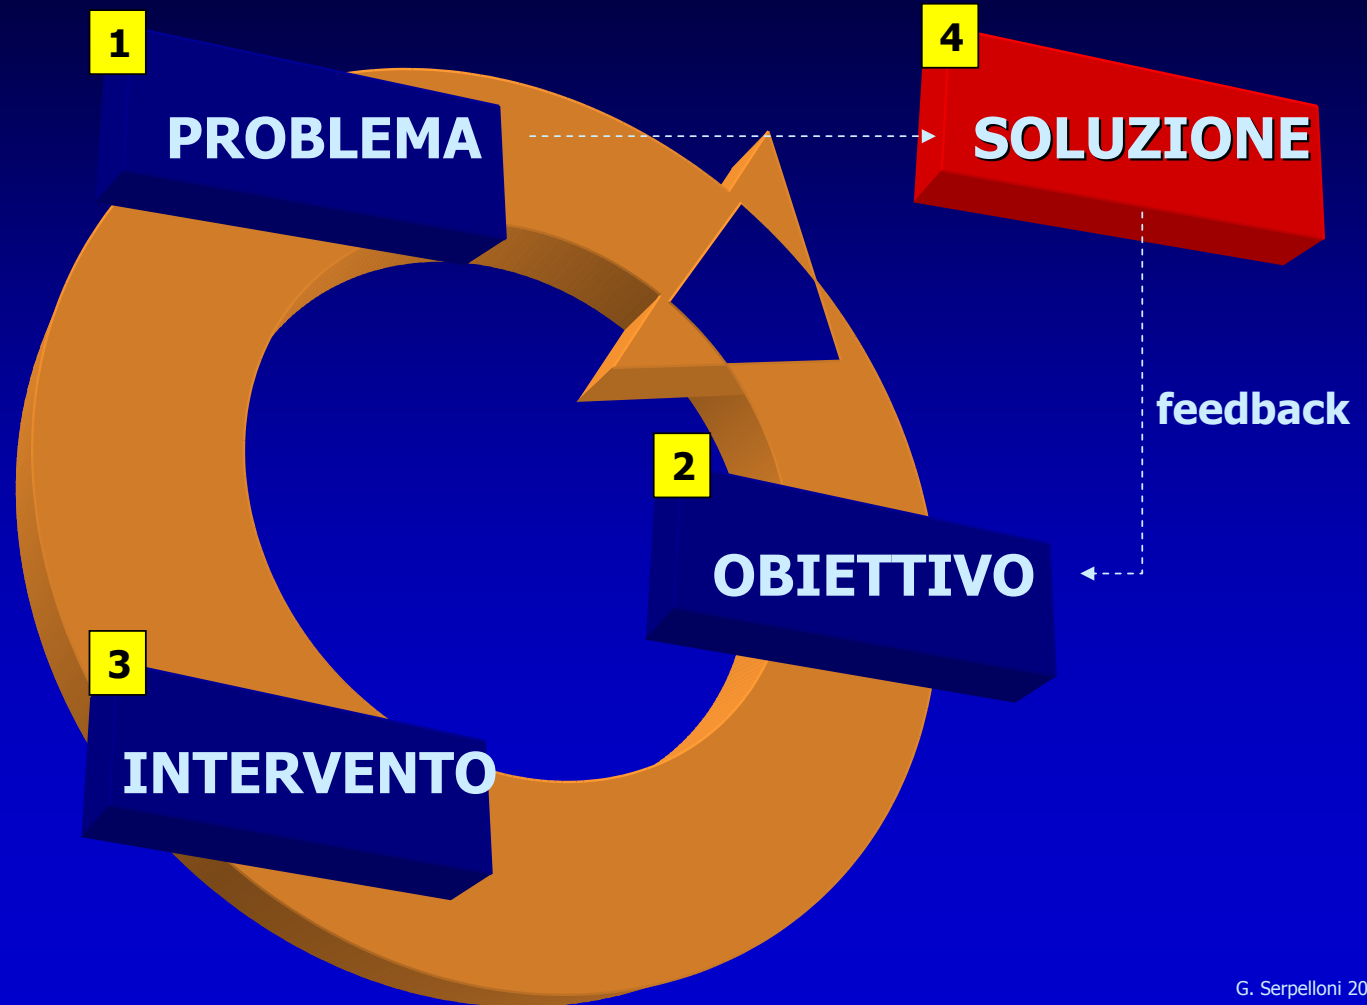 1
PROBLEMA
4
SOLUZIONE
feedback
2
OBIETTIVO
3
INTERVENTO
G. Serpelloni 20